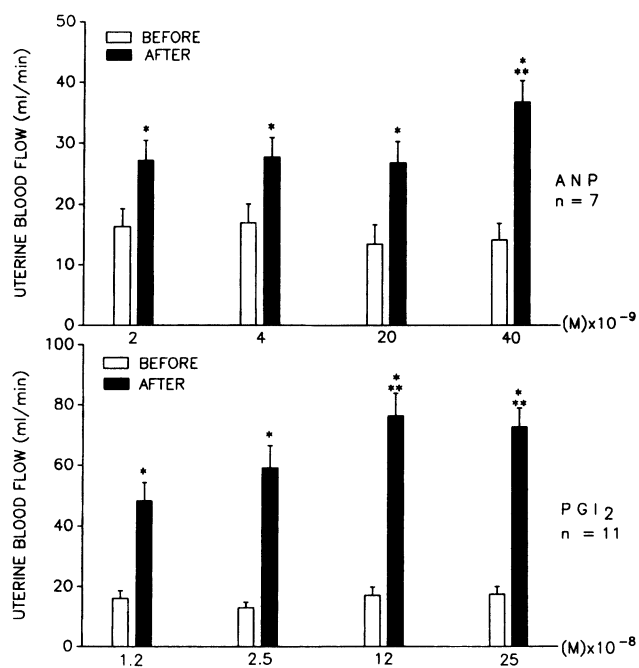 UTERINE BLOOD FLOW (ml/min)
50
40
30
20
10
0
BEFORE
AFTER
*
*
*
*
**
ANP
n = 7
2 4 20 40 (M)x10⁻⁹
UTERINE BLOOD FLOW (ml/min)
100
80
60
40
20
0
BEFORE
AFTER
*
*
*
**
*
**
PGI₂
n = 11
1.2 2.5 12 25 (M)x10⁻⁸